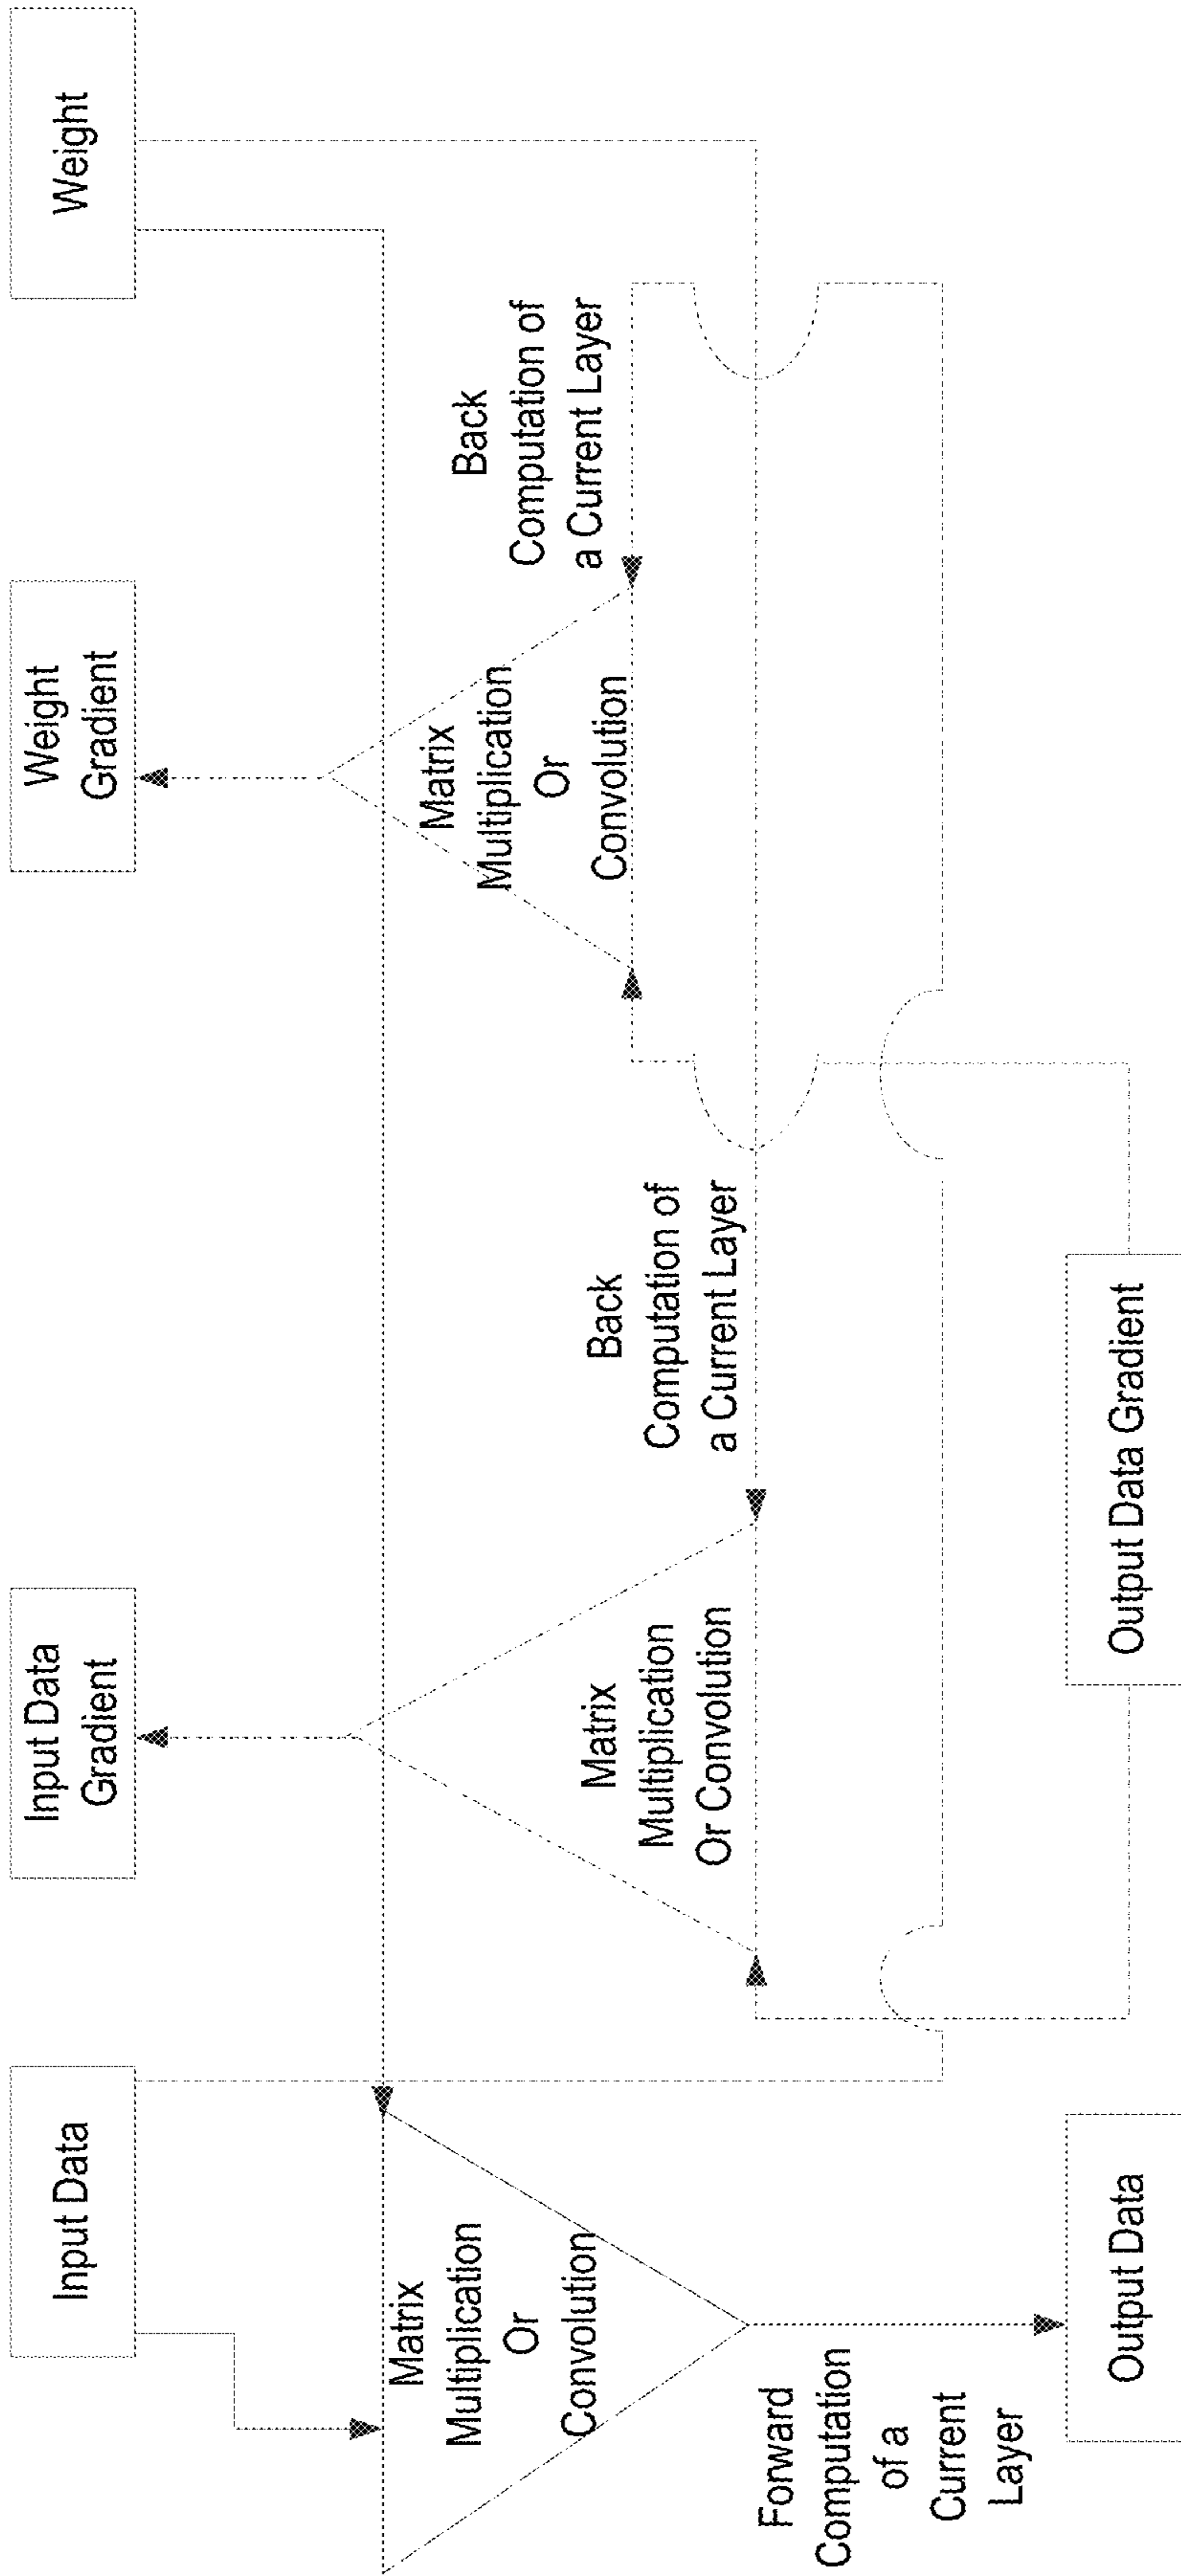 Input Data
Input Data
Gradient
Weight
Gradient
Weight
Matrix
Multiplication
Or
Convolution
Matrix
Multiplication
Or Convolution
Back
Computation of
a Current Layer
Matrix
Multiplication
Or
Convolution
Back
Computation of
a Current Layer
Forward
Computation
of a
Current
Layer
Output Data
Output Data Gradient